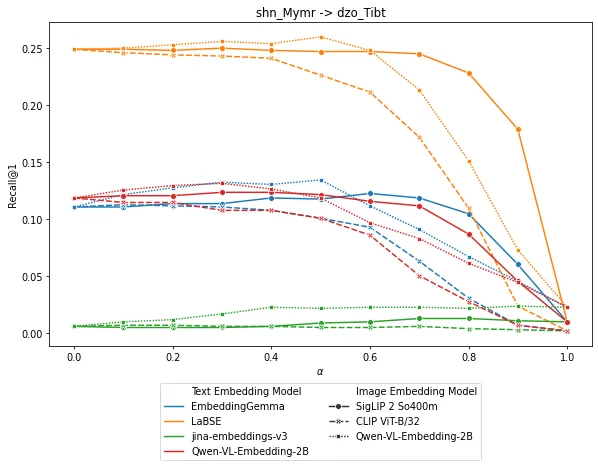 shn_Mymr -> dzo_Tibt
Recall@1
0.25
0.20
0.15
0.10
0.05
0.00
0.0 0.2 0.4 0.6 0.8 1.0
α
Text Embedding Model
EmbeddingGemma
LaBSE
jina-embeddings-v3
Qwen-VL-Embedding-2B
Image Embedding Model
SigLIP 2 So400m
CLIP ViT-B/32
Qwen-VL-Embedding-2B